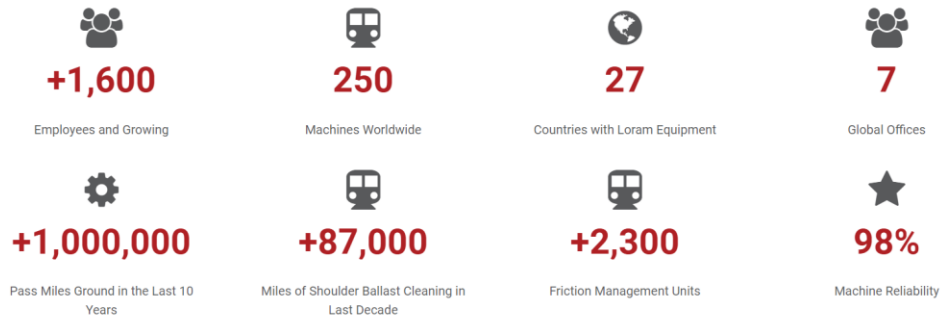 +1,600
250
27
7
Employees and Growing
Machines Worldwide
Countries with Loram Equipment
Global Offices
+1,000,000
+87,000
+2,300
98%
Pass Miles Ground in the Last 10
Years
Miles of Shoulder Ballast Cleaning in
Last Decade
Friction Management Units
Machine Reliability